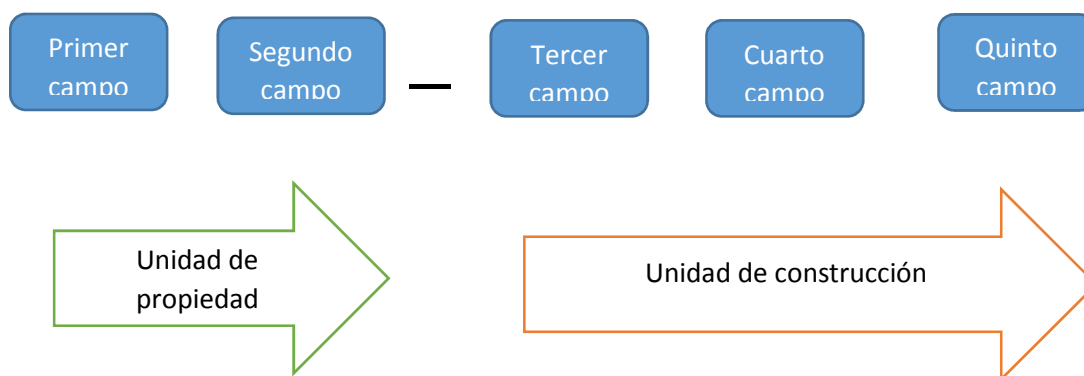 Primer
campo
Segundo
campo
Tercer
campo
Cuarto
campo
Quinto
campo
Unidad de
propiedad
Unidad de construcción